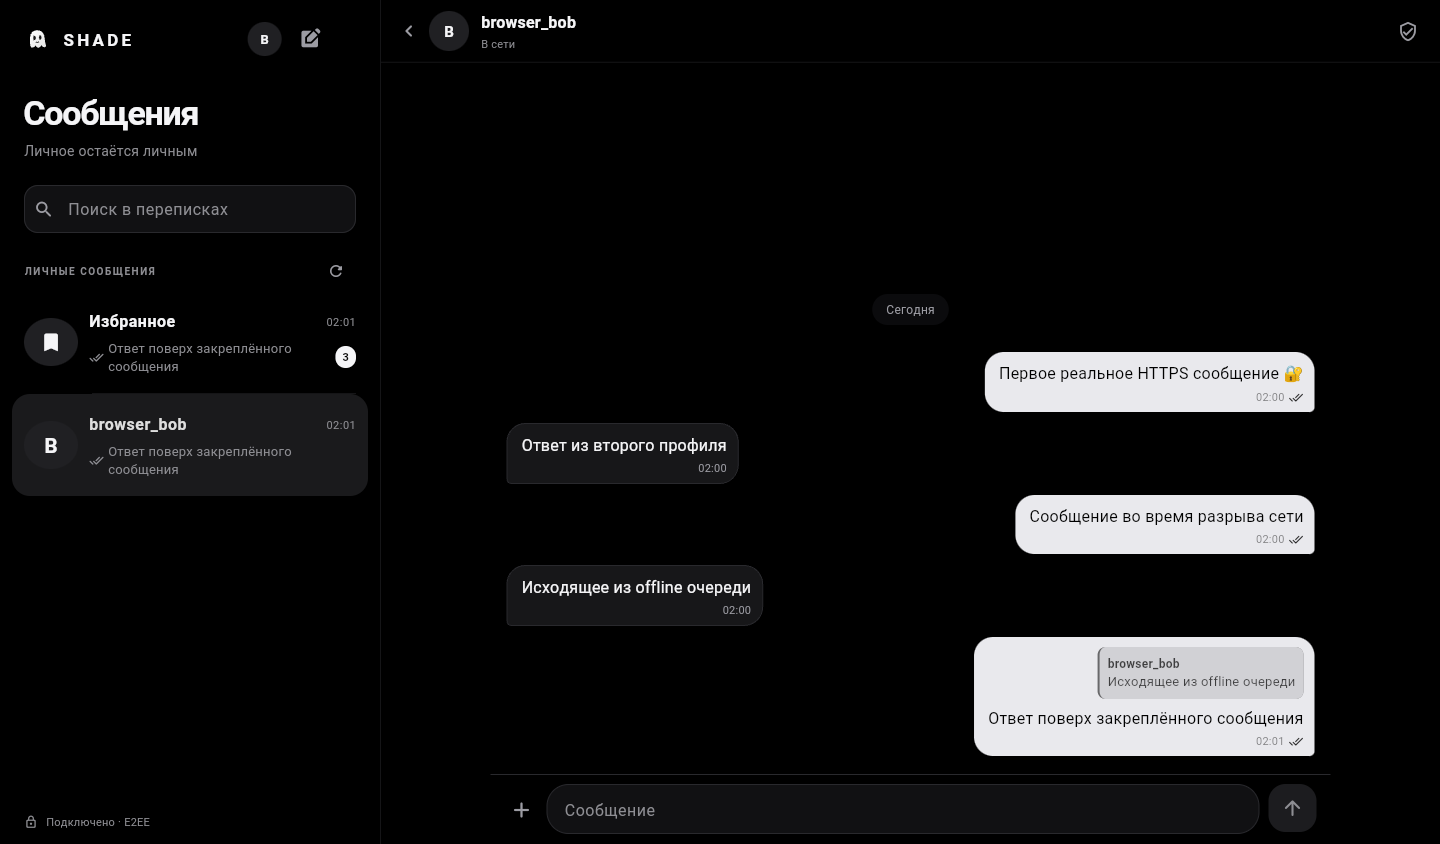 SHADE
B
Сообщения
Личное остаётся личным
Поиск в переписках
ЛИЧНЫЕ СООБЩЕНИЯ
Избранное
02:01
Ответ поверх закреплённого
сообщения
3
B
browser_bob
02:01
Ответ поверх закреплённого
сообщения
Подключено · E2EE
B
browser_bob
В сети
Сегодня
Первое реальное HTTPS сообщение 🔐
02:00
Ответ из второго профиля
02:00
Сообщение во время разрыва сети
02:00
Исходящее из offline очереди
02:00
browser_bob
Исходящее из offline очереди
Ответ поверх закреплённого сообщения
02:01
Сообщение